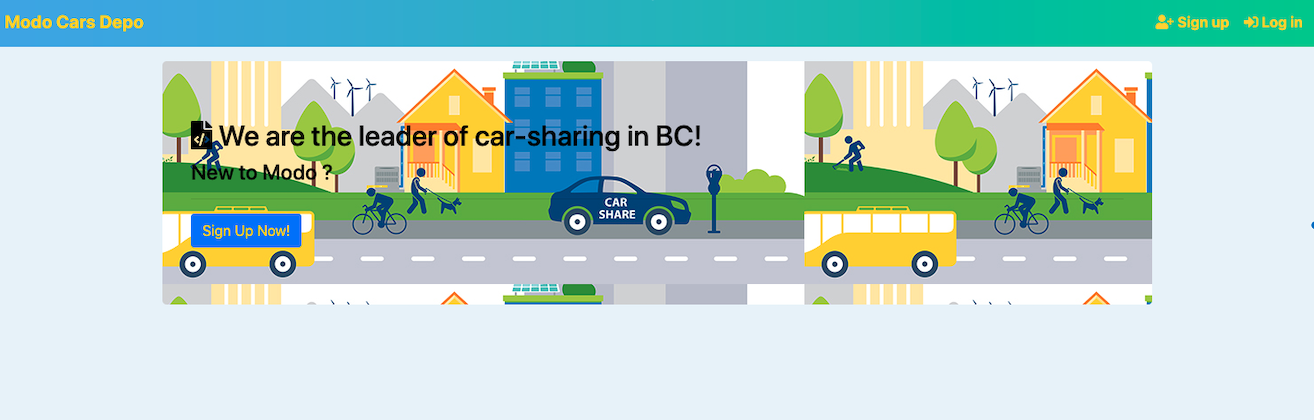 Modo Cars Depo
Sign up
Log in
We are the leader of car-sharing in BC!
New to Modo ?
CAR
SHARE
Sign Up Now!